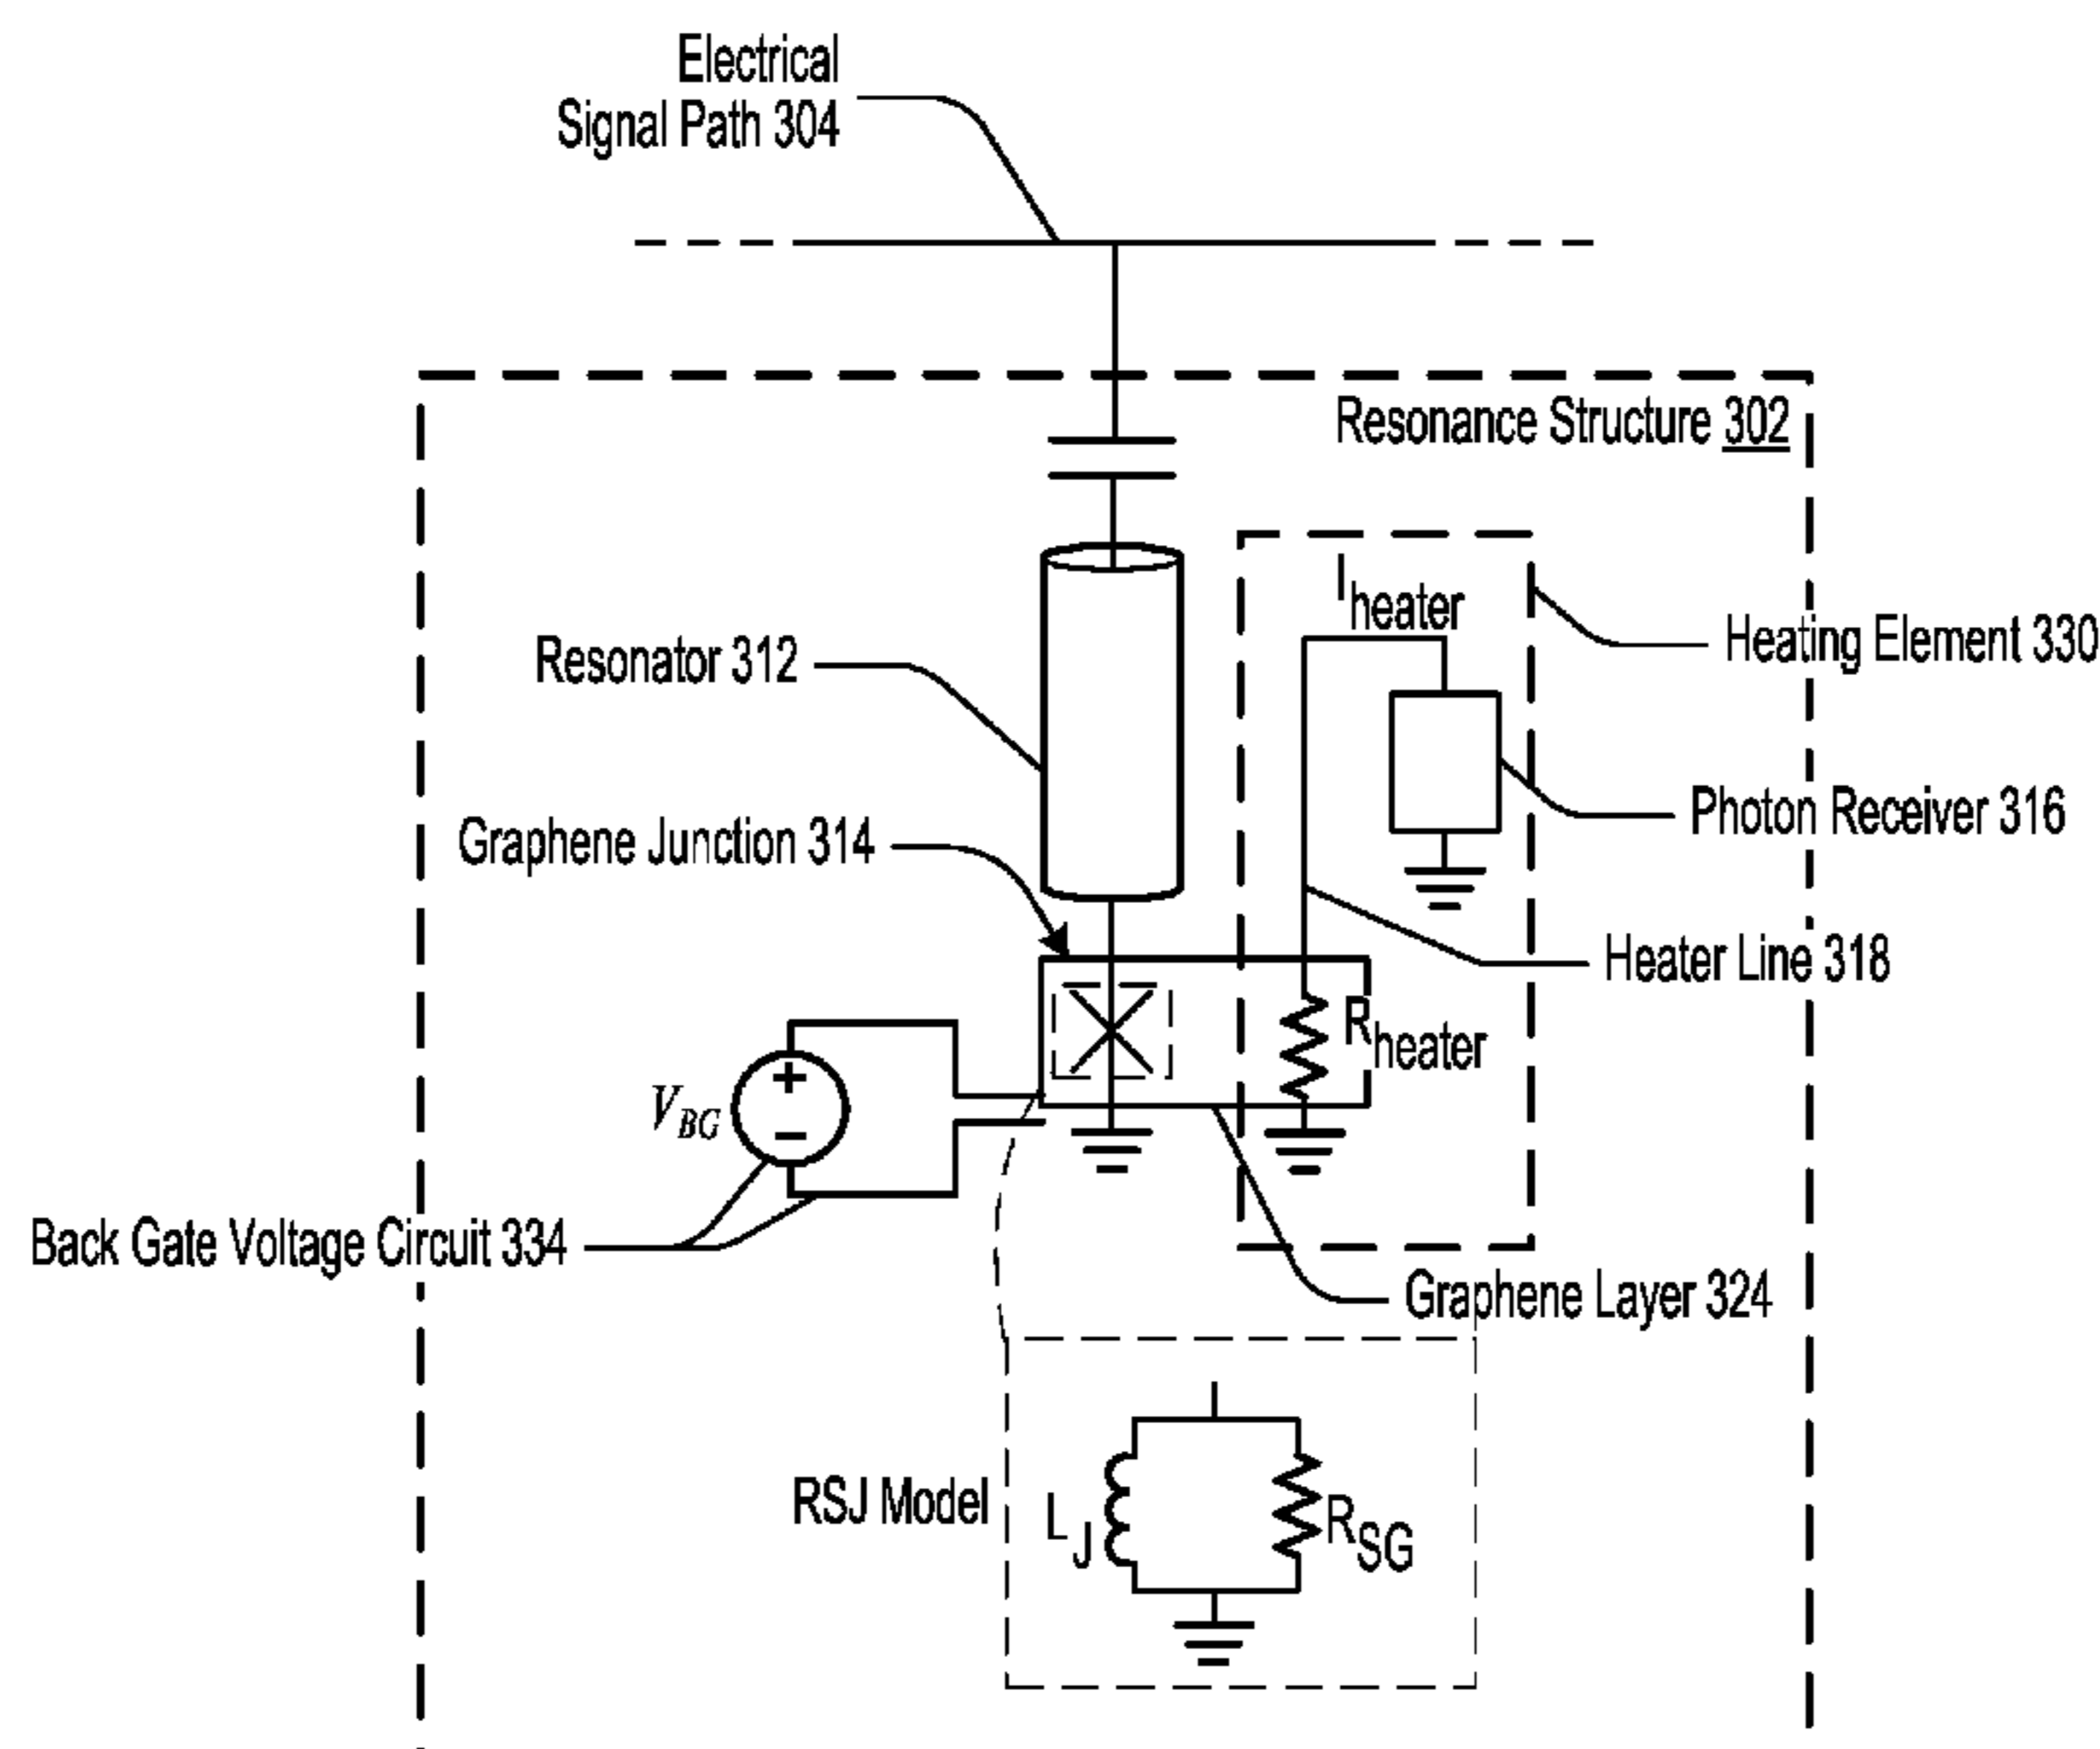 Electrical
Signal Path 304
Resonance Structure 302
I heater
Heating Element 330
Resonator 312
Photon Receiver 316
Graphene Junction 314
Heater Line 318
R heater
+
V BG
−
Back Gate Voltage Circuit 334
Graphene Layer 324
RSJ Model
L J
R SG